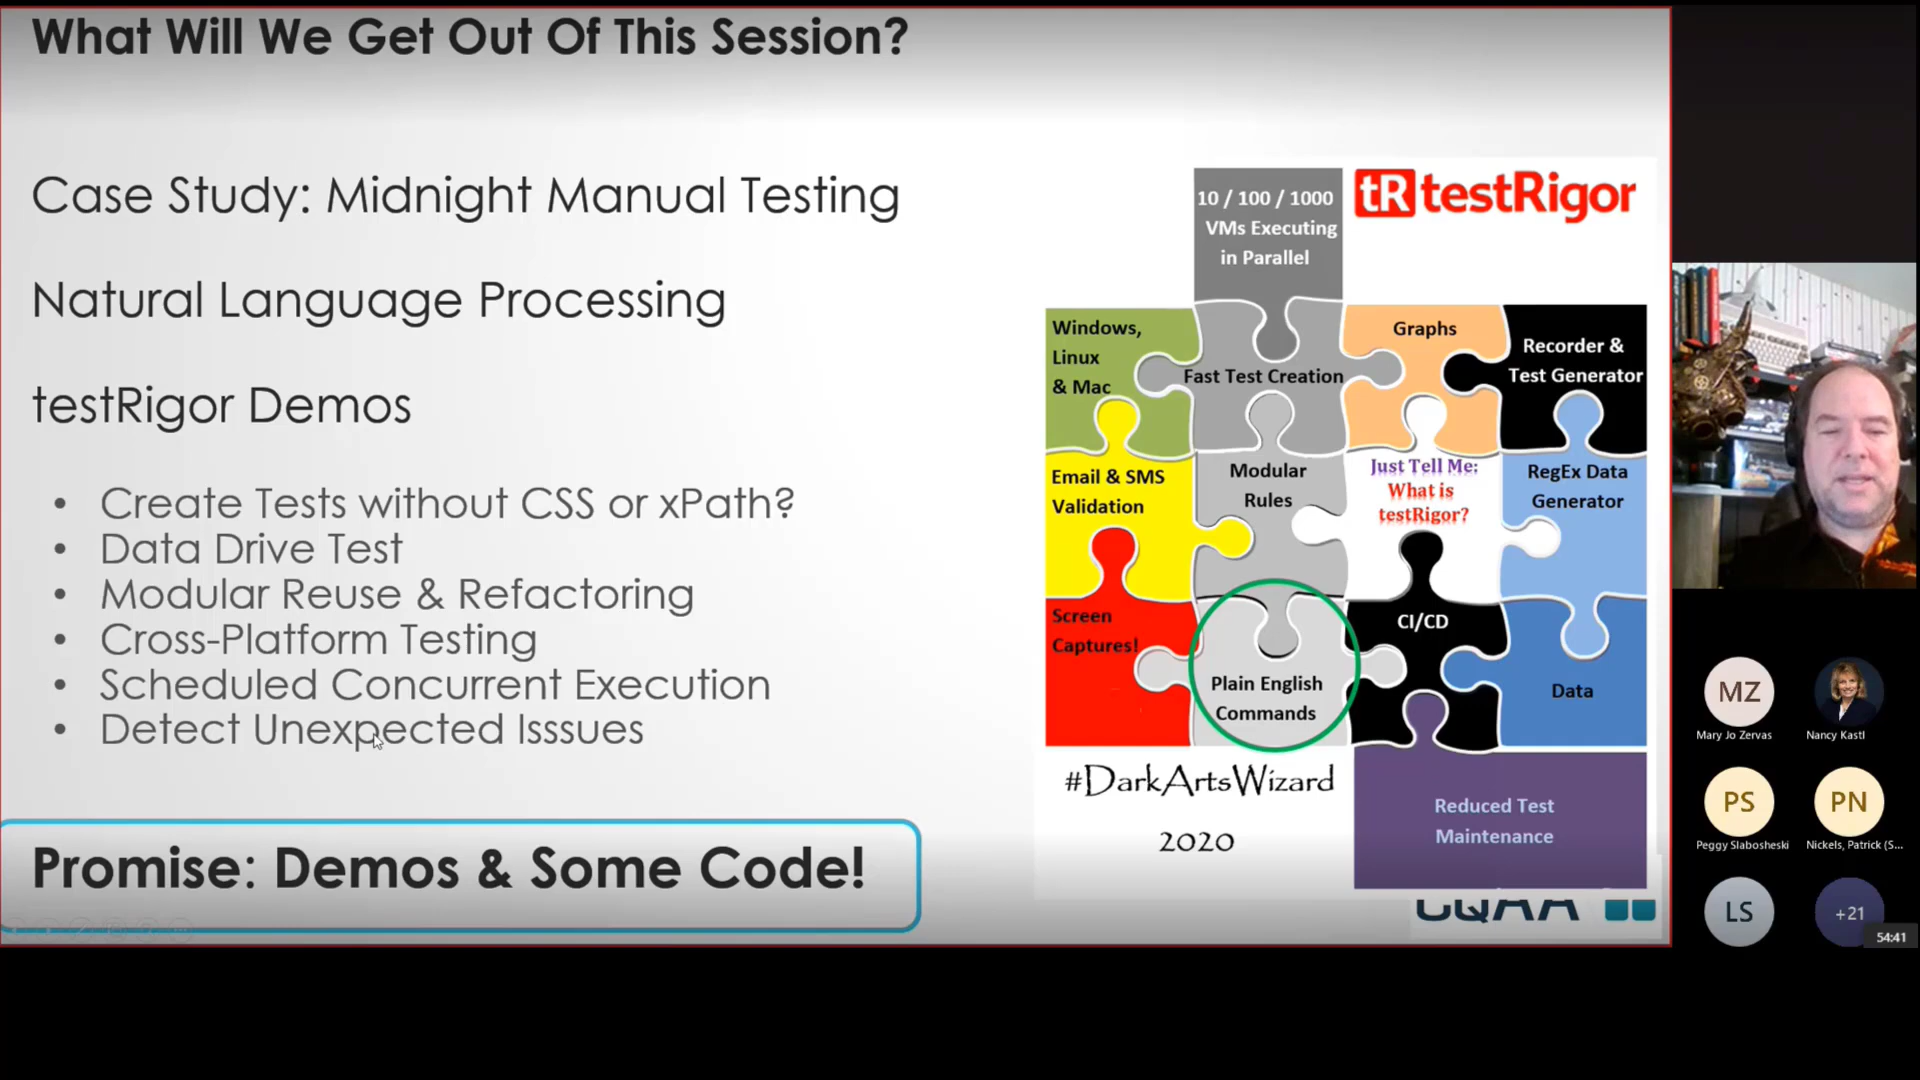 What Will We Get Out Of This Session?
Case Study: Midnight Manual Testing
Natural Language Processing
testRigor Demos
• Create Tests without CSS or xPath?
• Data Drive Test
• Modular Reuse & Refactoring
• Cross-Platform Testing
• Scheduled Concurrent Execution
• Detect Unexpected Isssues
Promise: Demos & Some Code!
10 / 100 / 1000
VMs Executing
in Parallel
tR testRigor
Windows,
Linux
& Mac
Fast Test Creation
Graphs
Recorder &
Test Generator
Email & SMS
Validation
Modular
Rules
Just Tell Me:
What is
testRigor?
RegEx Data
Generator
Screen
Captures!
Plain English
Commands
CI/CD
Data
#DarkArtsWizard
2020
Reduced Test
Maintenance
CQAA
MZ
Mary Jo Zervas
Nancy Kastl
PS
Peggy Slabosheski
PN
Nickels, Patrick (S...
LS
+21
54:41